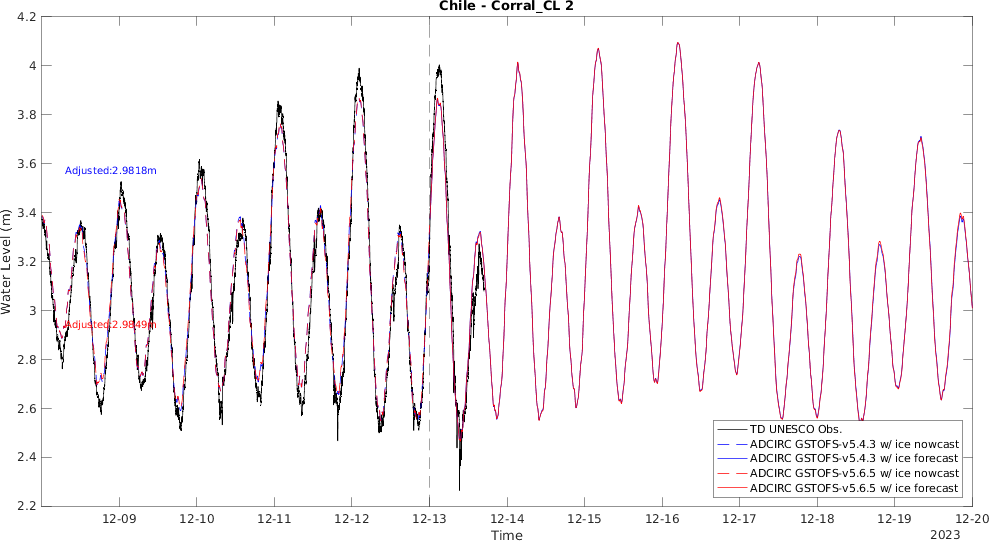 Chile - Corral_CL 2
Water Level (m)
4.2
4
3.8
3.6
3.4
3.2
3
2.8
2.6
2.4
2.2
Adjusted:2.9818m
Adjusted:2.9849m
TD UNESCO Obs.
ADCIRC GSTOFS-v5.4.3 w/ ice nowcast
ADCIRC GSTOFS-v5.4.3 w/ ice forecast
ADCIRC GSTOFS-v5.6.5 w/ ice nowcast
ADCIRC GSTOFS-v5.6.5 w/ ice forecast
12-09 12-10 12-11 12-12 12-13 12-14 12-15 12-16 12-17 12-18 12-19 12-20
Time
2023